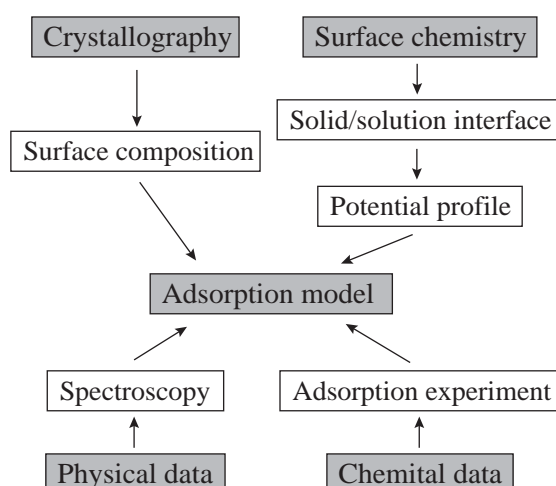 Crystallography
Surface chemistry
Solid/solution interface
Surface composition
Potential profile
Adsorption model
Spectroscopy
Adsorption experiment
Physical data
Chemital data